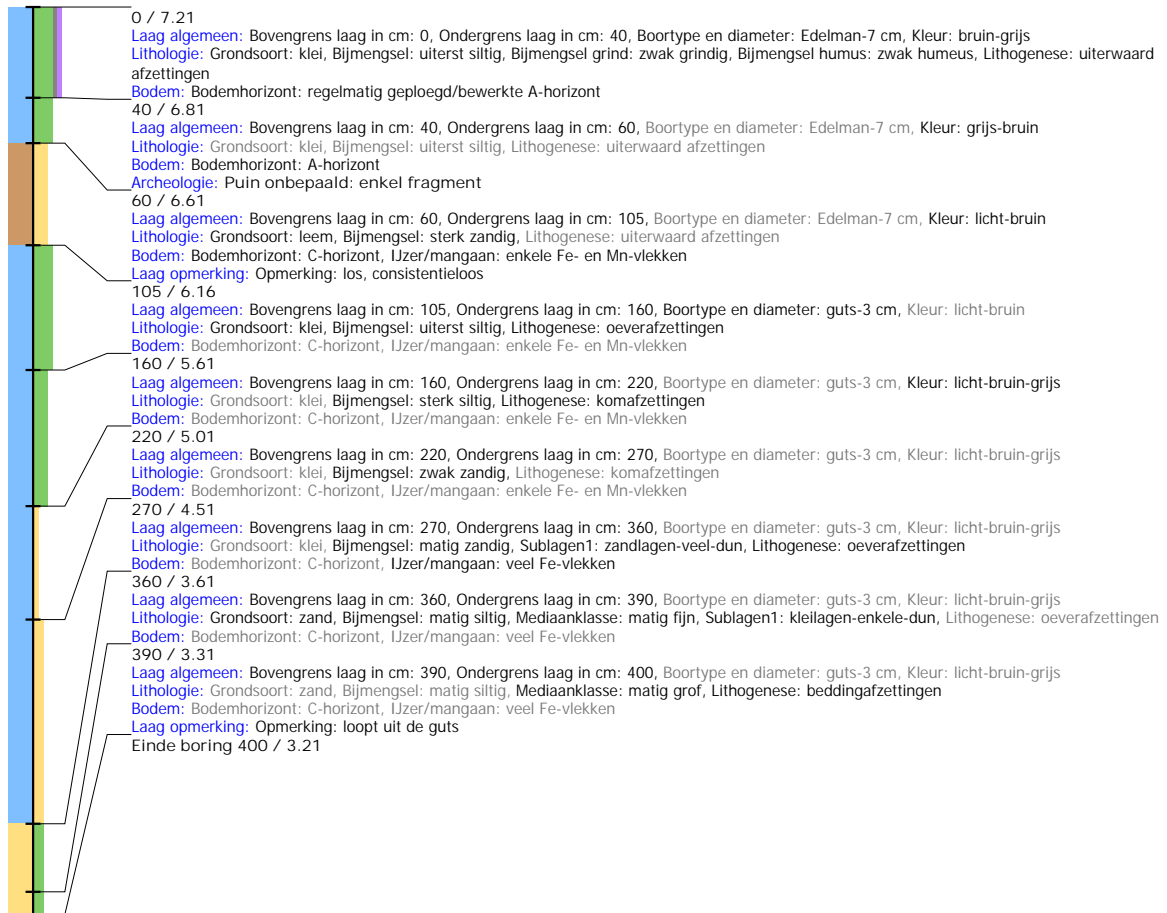 0 / 7.21
Laag algemeen: Bovengrens laag in cm: 0, Ondergrens laag in cm: 40, Boortype en diameter: Edelman-7 cm, Kleur: bruin-grijs
Lithologie: Grondsoort: klei, Bijmengsel: uiterst siltig, Bijmengsel grind: zwak grindig, Bijmengsel humus: zwak humeus, Lithogenese: uiterwaard
afzettingen
Bodem: Bodemhorizont: regelmatig geploegd/bewerkte A-horizont
40 / 6.81
Laag algemeen: Bovengrens laag in cm: 40, Ondergrens laag in cm: 60, Boortype en diameter: Edelman-7 cm, Kleur: grijs-bruin
Lithologie: Grondsoort: klei, Bijmengsel: uiterst siltig, Lithogenese: uiterwaard afzettingen
Bodem: Bodemhorizont: A-horizont
Archeologie: Puin onbepaald: enkel fragment
60 / 6.61
Laag algemeen: Bovengrens laag in cm: 60, Ondergrens laag in cm: 105, Boortype en diameter: Edelman-7 cm, Kleur: licht-bruin
Lithologie: Grondsoort: leem, Bijmengsel: sterk zandig, Lithogenese: uiterwaard afzettingen
Bodem: Bodemhorizont: C-horizont, IJzer/mangaan: enkele Fe- en Mn-vlekken
Laag opmerking: Opmerking: los, consistentieloos
105 / 6.16
Laag algemeen: Bovengrens laag in cm: 105, Ondergrens laag in cm: 160, Boortype en diameter: guts-3 cm, Kleur: licht-bruin
Lithologie: Grondsoort: klei, Bijmengsel: uiterst siltig, Lithogenese: oeverafzettingen
Bodem: Bodemhorizont: C-horizont, IJzer/mangaan: enkele Fe- en Mn-vlekken
160 / 5.61
Laag algemeen: Bovengrens laag in cm: 160, Ondergrens laag in cm: 220, Boortype en diameter: guts-3 cm, Kleur: licht-bruin-grijs
Lithologie: Grondsoort: klei, Bijmengsel: sterk siltig, Lithogenese: komafzettingen
Bodem: Bodemhorizont: C-horizont, IJzer/mangaan: enkele Fe- en Mn-vlekken
220 / 5.01
Laag algemeen: Bovengrens laag in cm: 220, Ondergrens laag in cm: 270, Boortype en diameter: guts-3 cm, Kleur: licht-bruin-grijs
Lithologie: Grondsoort: klei, Bijmengsel: zwak zandig, Lithogenese: komafzettingen
Bodem: Bodemhorizont: C-horizont, IJzer/mangaan: enkele Fe- en Mn-vlekken
270 / 4.51
Laag algemeen: Bovengrens laag in cm: 270, Ondergrens laag in cm: 360, Boortype en diameter: guts-3 cm, Kleur: licht-bruin-grijs
Lithologie: Grondsoort: klei, Bijmengsel: matig zandig, Sublagen1: zandlagen-veel-dun, Lithogenese: oeverafzettingen
Bodem: Bodemhorizont: C-horizont, IJzer/mangaan: veel Fe-vlekken
360 / 3.61
Laag algemeen: Bovengrens laag in cm: 360, Ondergrens laag in cm: 390, Boortype en diameter: guts-3 cm, Kleur: licht-bruin-grijs
Lithologie: Grondsoort: zand, Bijmengsel: matig siltig, Mediaanklasse: matig fijn, Sublagen1: kleilagen-enkele-dun, Lithogenese: oeverafzettingen
Bodem: Bodemhorizont: C-horizont, IJzer/mangaan: veel Fe-vlekken
390 / 3.31
Laag algemeen: Bovengrens laag in cm: 390, Ondergrens laag in cm: 400, Boortype en diameter: guts-3 cm, Kleur: licht-bruin-grijs
Lithologie: Grondsoort: zand, Bijmengsel: matig siltig, Mediaanklasse: matig grof, Lithogenese: beddingafzettingen
Bodem: Bodemhorizont: C-horizont, IJzer/mangaan: veel Fe-vlekken
Laag opmerking: Opmerking: loopt uit de guts
Einde boring 400 / 3.21